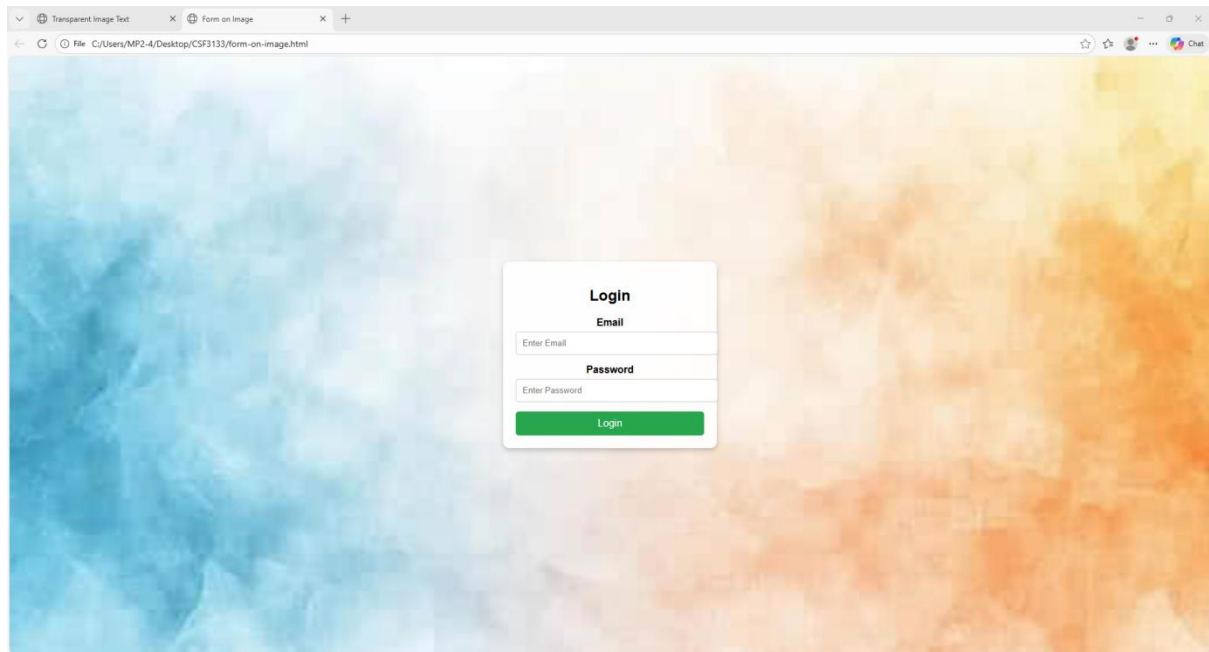 Transparent Image Text
Form on Image
File C:/Users/MP2-4/Desktop/CSF3133/form-on-image.html
Chat
Login
Email
Enter Email
Password
Enter Password
Login